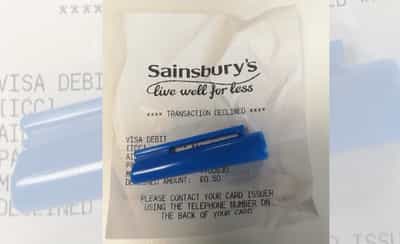 Sainsbury's
live well for less
**** TRANSACTION DECLINED ****
VISA DEBIT
DECLINED AMOUNT: £0.50
PLEASE CONTACT YOUR CARD ISSUER
USING THE TELEPHONE NUMBER ON
THE BACK OF YOUR CARD